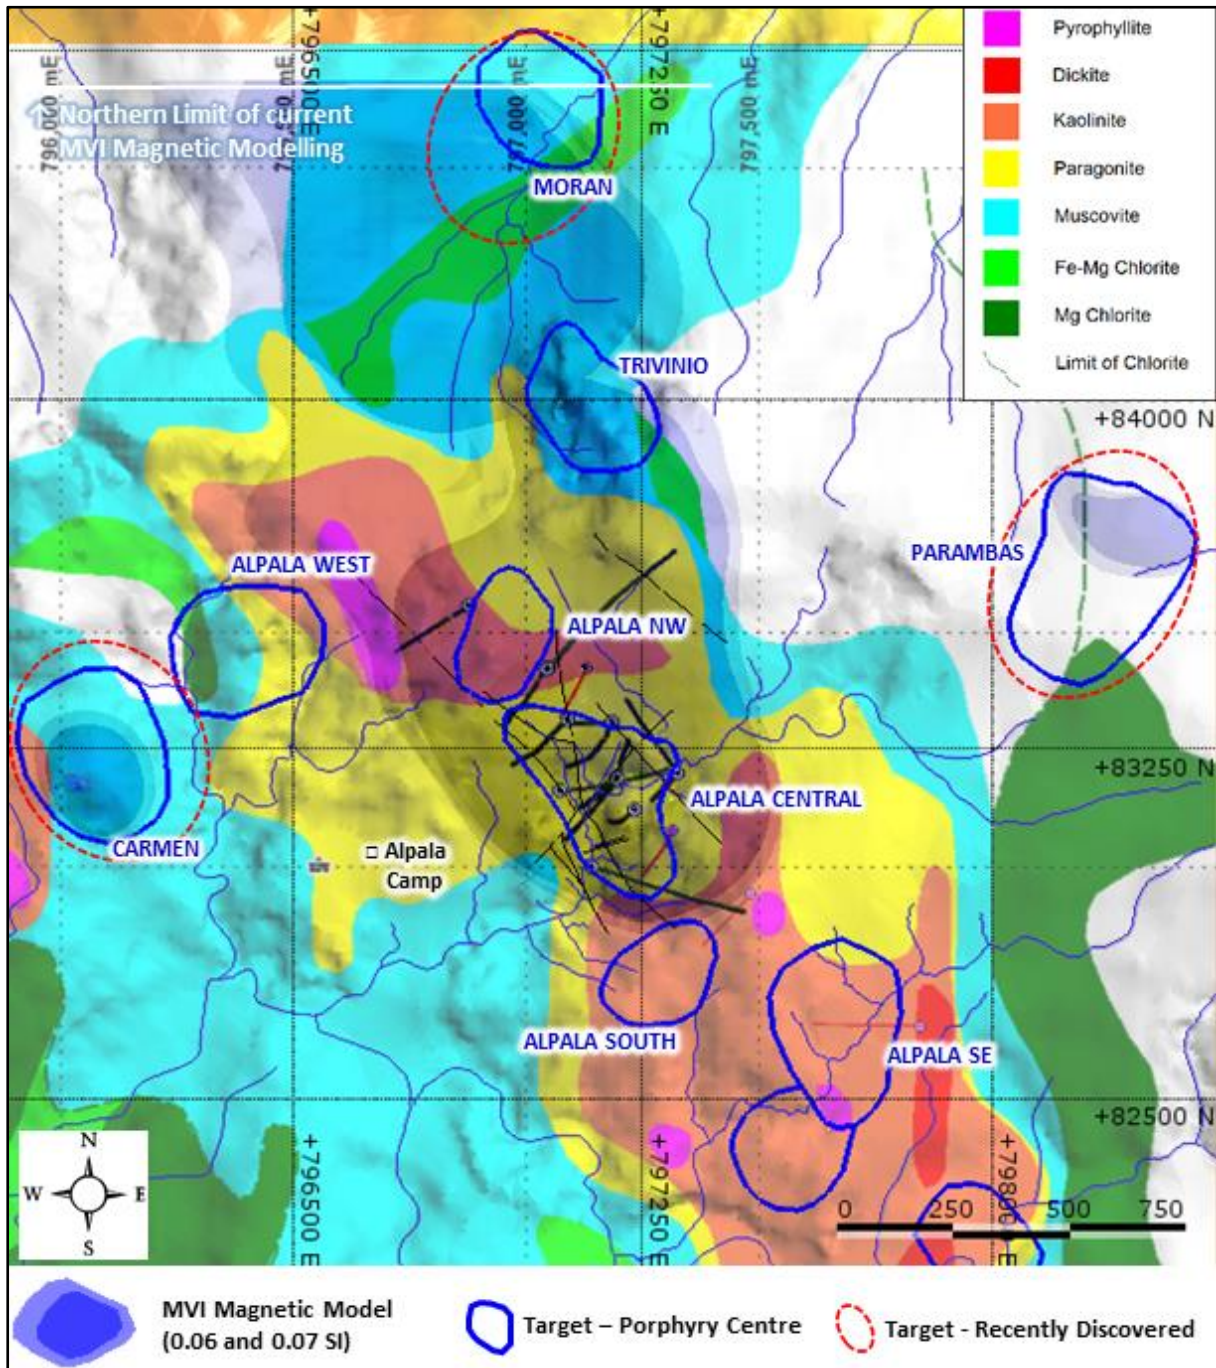 +796500 E
+797250 E
796,000 mE
797,000 mE
797,500 mE
↑ Northern Limit of current
MVI Magnetic Modelling
Pyrophyllite
Dickite
Kaolinite
Paragonite
Muscovite
Fe-Mg Chlorite
Mg Chlorite
Limit of Chlorite
MORAN
TRIVINIO
+84000 N
PARAMBAS
ALPALA WEST
ALPALA NW
+83250 N
ALPALA CENTRAL
CARMEN
Alpala
Camp
ALPALA SOUTH
ALPALA SE
+82500 N
N
W E
S
+796500 E
+797250 E
+798000 E
0 250 500 750
MVI Magnetic Model
(0.06 and 0.07 SI)
Target – Porphyry Centre
Target - Recently Discovered